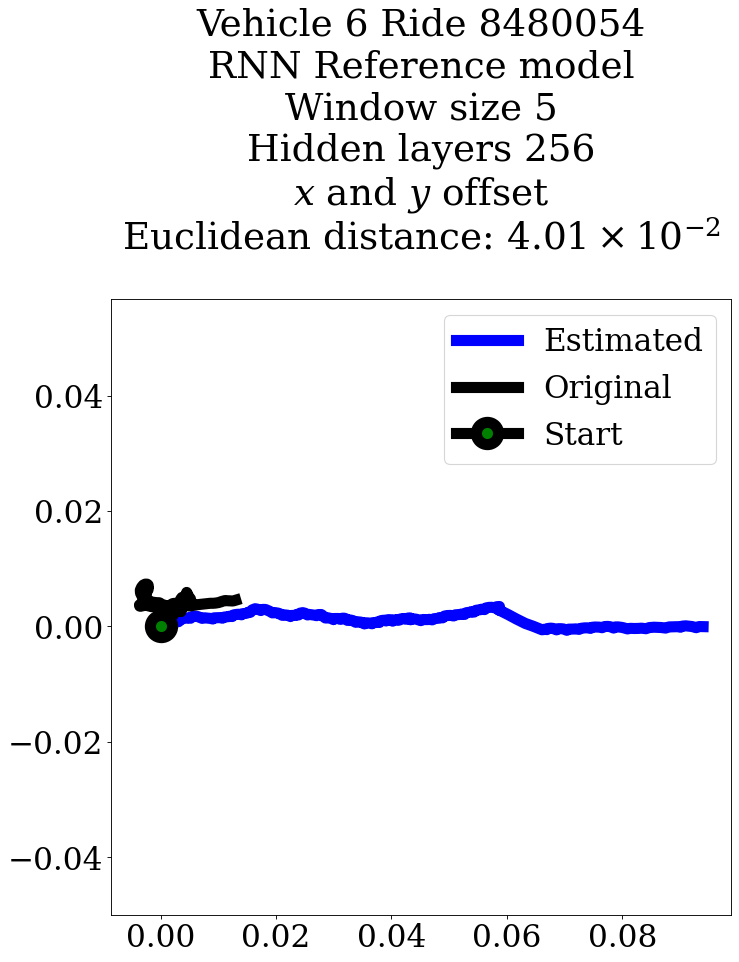 Vehicle 6 Ride 8480054
RNN Reference model
Window size 5
Hidden layers 256
x and y offset
Euclidean distance: 4.01 × 10⁻²
Estimated
Original
Start
0.04
0.02
0.00
−0.02
−0.04
0.00 0.02 0.04 0.06 0.08